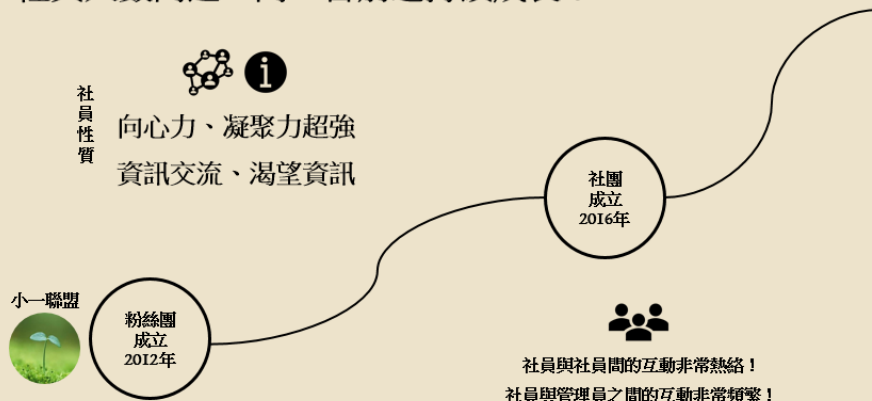 社員性質
向心力、凝聚力超強
資訊交流、渴望資訊
社團
成立
2016年
小一聯盟
粉絲團
成立
2012年
社員與社員間的互動非常熱絡！
社員與管理員之間的互動非常頻繁！